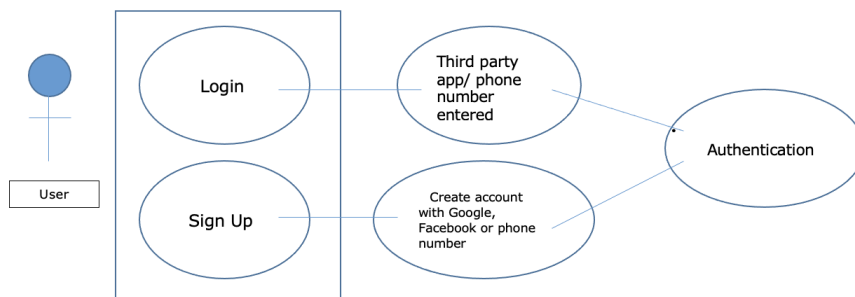 Login
Third party
app/ phone
number
entered
Authentication
User
Sign Up
Create account
with Google,
Facebook or phone
number